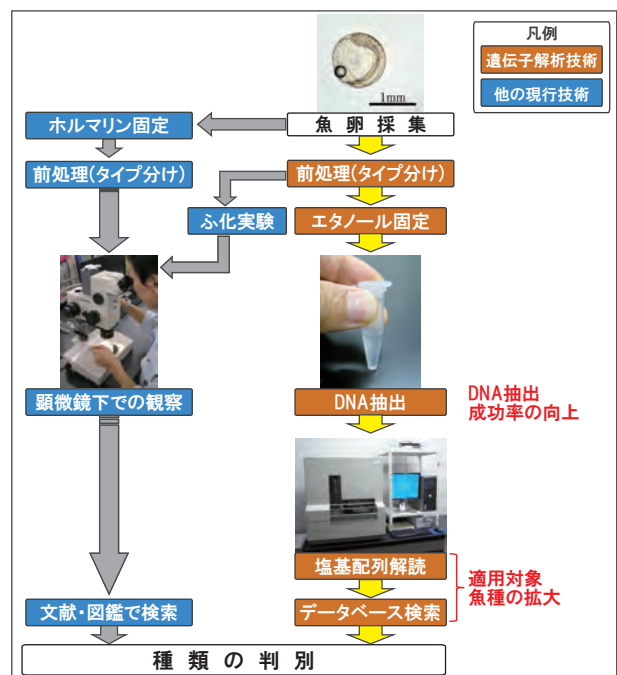 凡例
遺伝子解析技術
他の現行技術
1mm
ホルマリン固定
魚卵採集
前処理(タイプ分け)
前処理(タイプ分け)
ふ化実験
エタノール固定
顕微鏡下での観察
DNA抽出
DNA抽出
成功率の向上
塩基配列解読
適用対象
魚種の拡大
文献・図鑑で検索
データベース検索
種類の判別